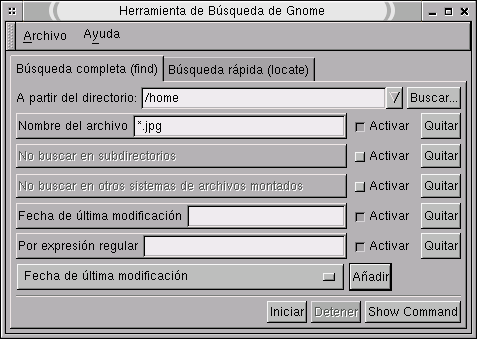 Herramienta de Búsqueda de Gnome
Archivo Ayuda
Búsqueda completa (find) Búsqueda rápida (locate)
A partir del directorio: /home Buscar...
Nombre del archivo *.jpg Activar Quitar
No buscar en subdirectorios Activar Quitar
No buscar en otros sistemas de archivos montados Activar Quitar
Fecha de última modificación Activar Quitar
Por expresión regular Activar Quitar
Fecha de última modificación Añadir
Iniciar Detener Show Command